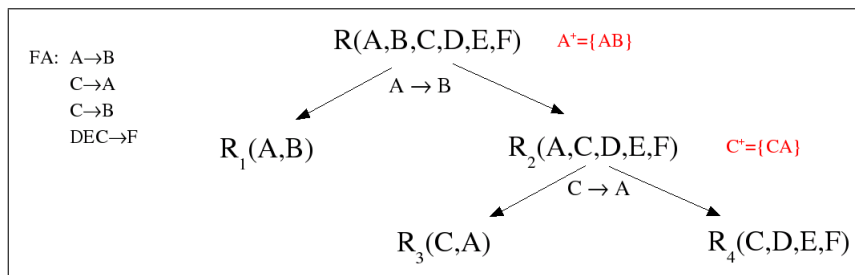 R(A,B,C,D,E,F) A⁺={AB}
FA: A→B
C→A
C→B
DEC→F
A → B
R₁(A,B)
R₂(A,C,D,E,F) C⁺={CA}
C → A
R₃(C,A)
R₄(C,D,E,F)